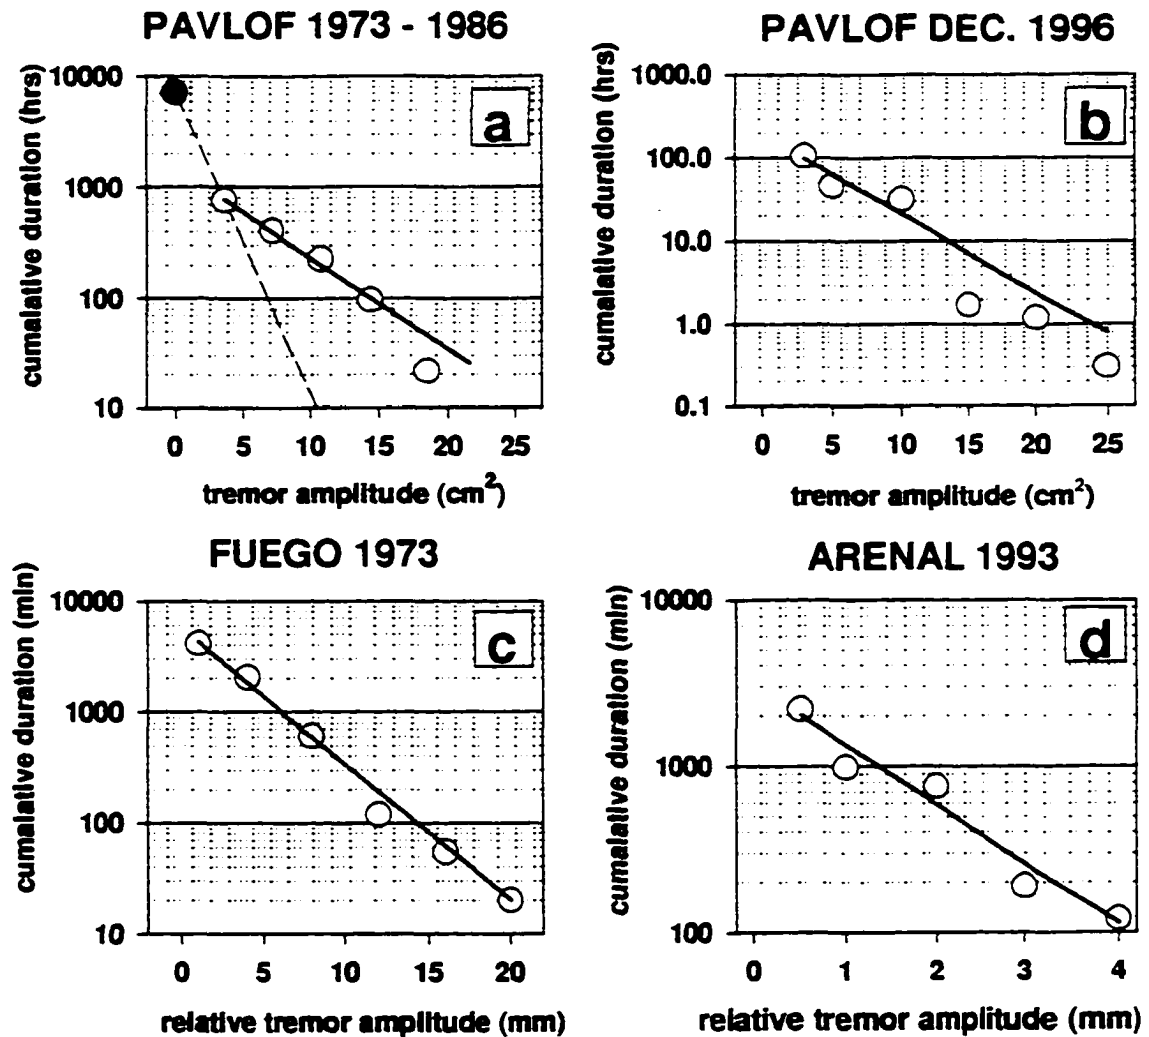 PAVLOF 1973 - 1986
cumalative duration (hrs)
10000
1000
100
10
a
0 5 10 15 20 25
tremor amplitude (cm²)
PAVLOF DEC. 1996
cumalative duration (hrs)
1000.0
100.0
10.0
1.0
0.1
b
0 5 10 15 20 25
tremor amplitude (cm²)
FUEGO 1973
cumalative duration (min)
10000
1000
100
10
c
0 5 10 15 20
relative tremor amplitude (mm)
ARENAL 1993
cumulative duration (min)
10000
1000
100
d
0 1 2 3 4
relative tremor amplitude (mm)